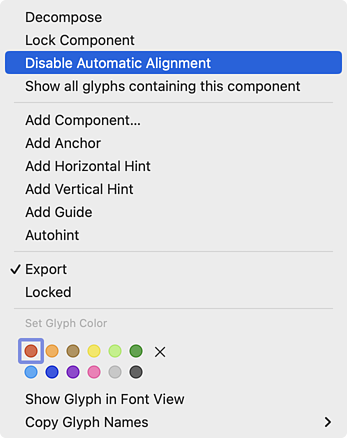 Decompose
Lock Component
Disable Automatic Alignment
Show all glyphs containing this component
Add Component...
Add Anchor
Add Horizontal Hint
Add Vertical Hint
Add Guide
Autohint
Export
Locked
Set Glyph Color
Show Glyph in Font View
Copy Glyph Names